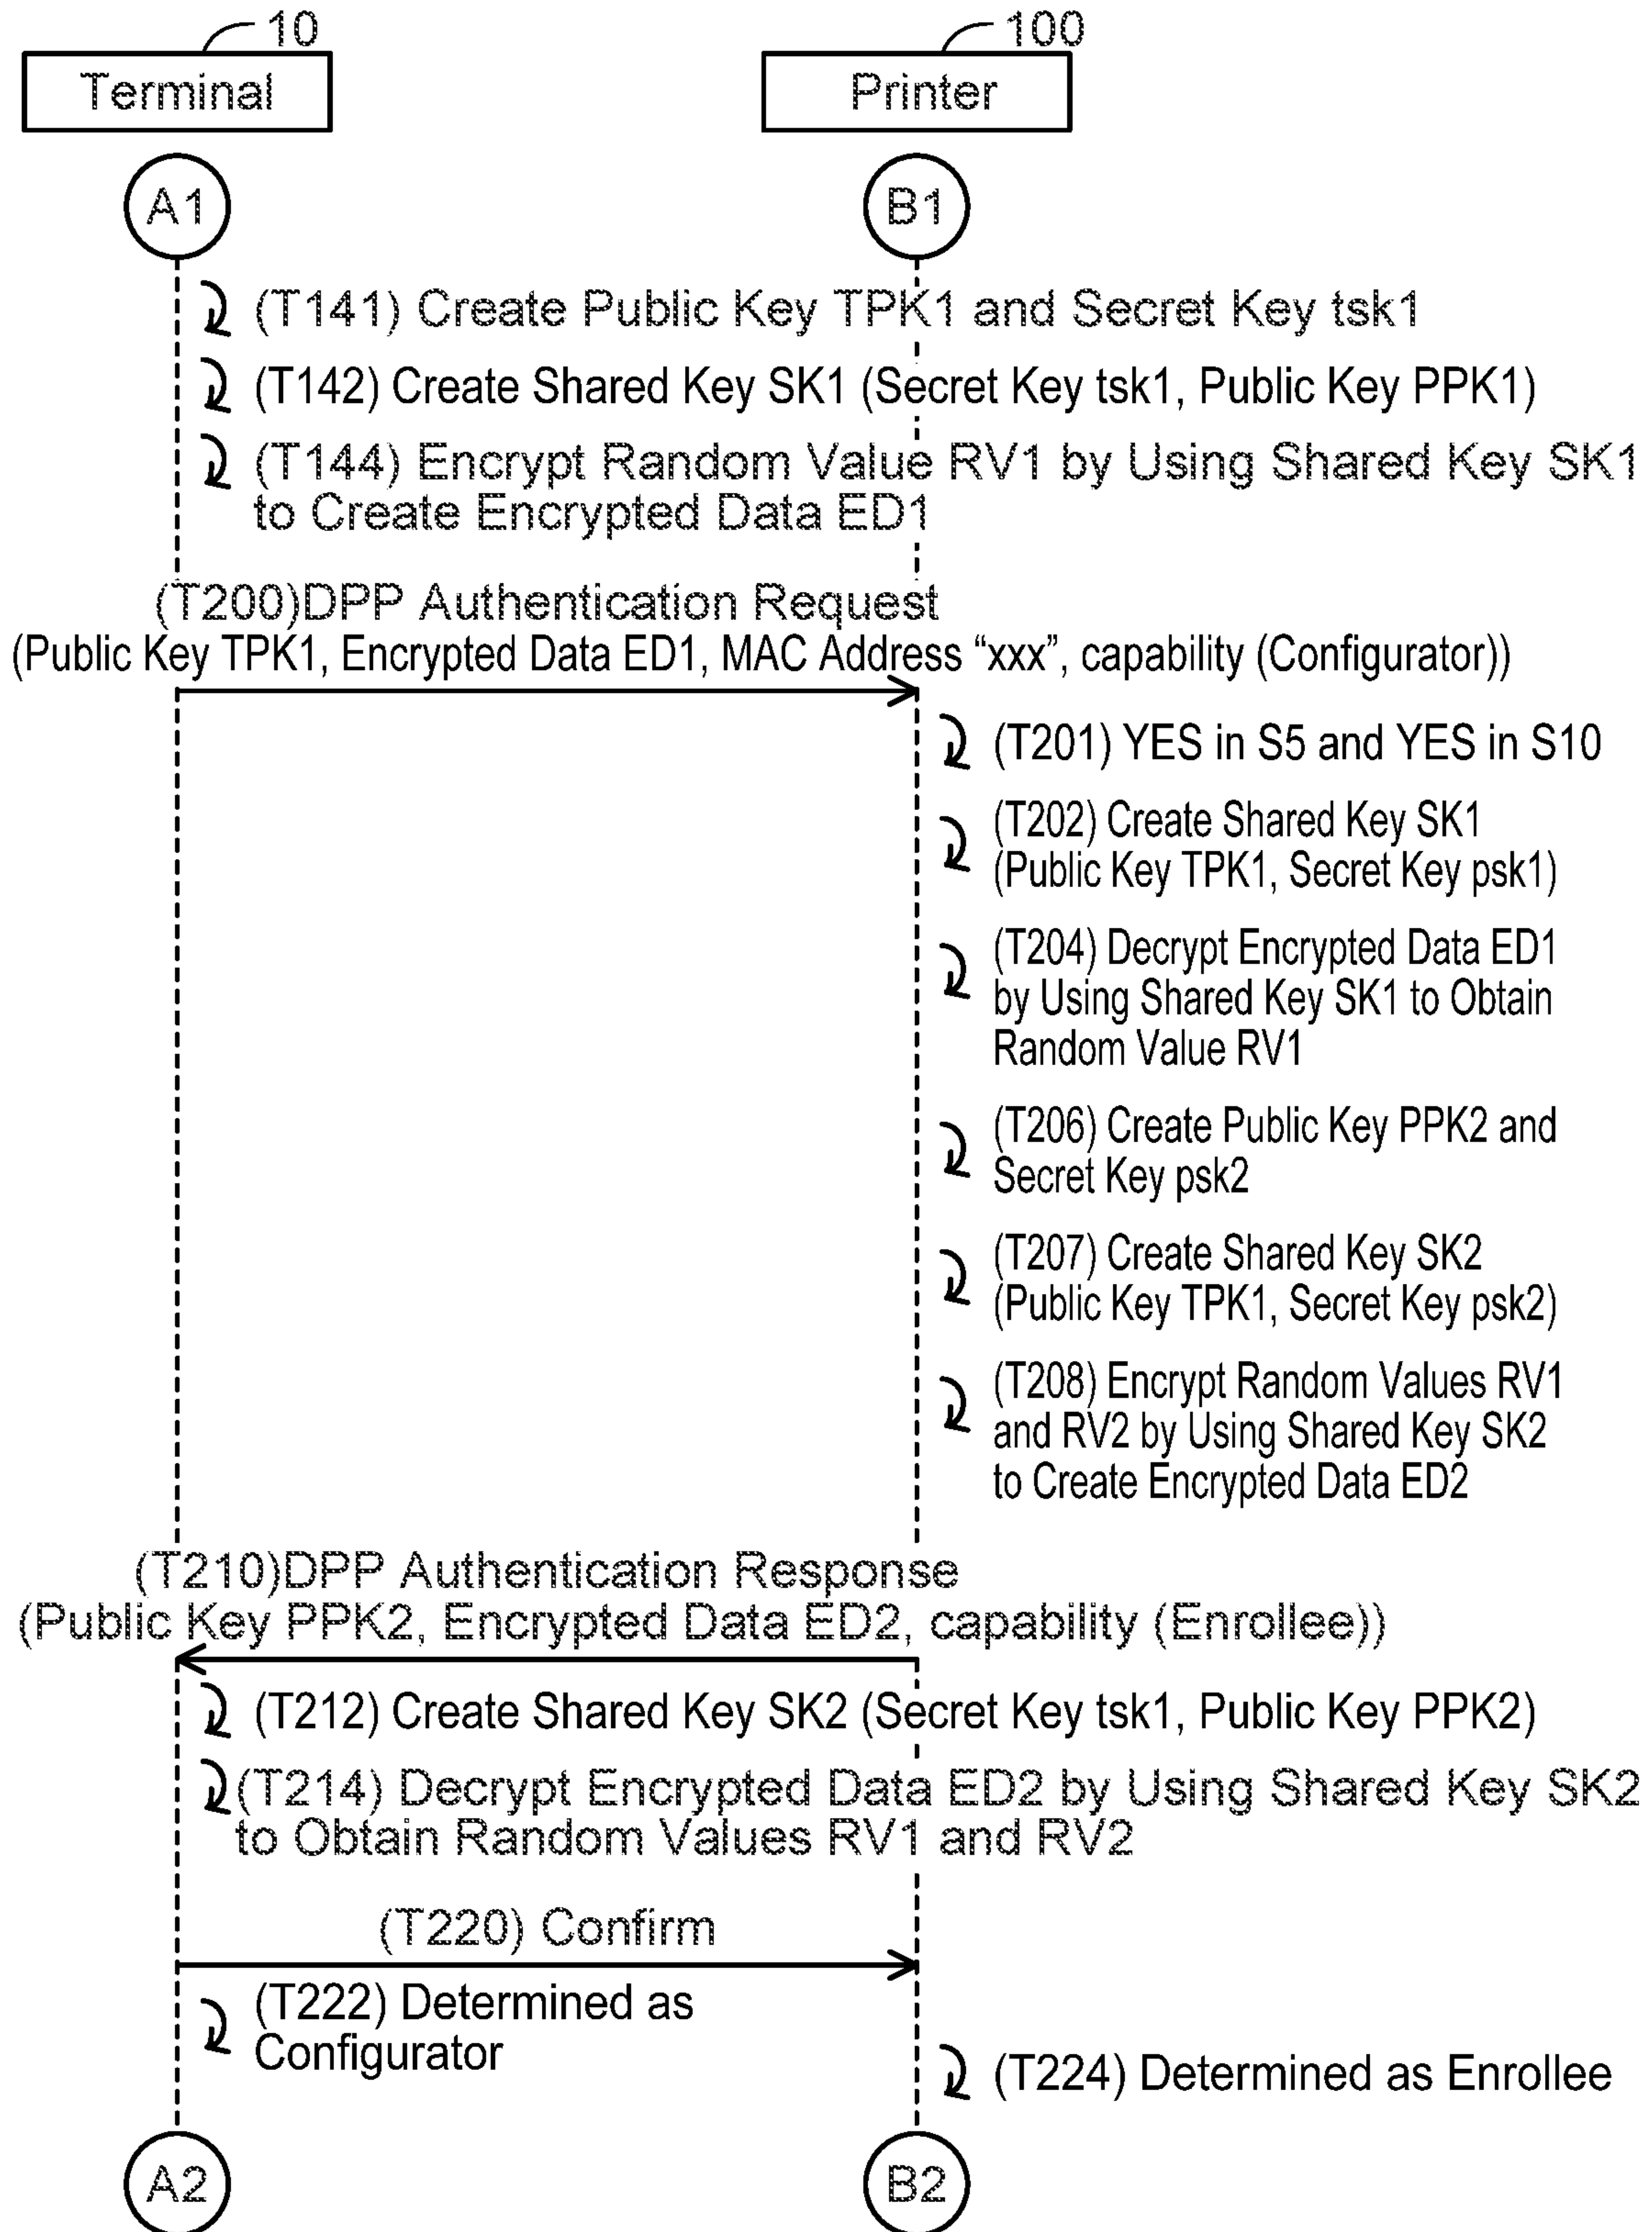 10
100
Terminal
Printer
A1
B1
(T141) Create Public Key TPK1 and Secret Key tsk1
(T142) Create Shared Key SK1 (Secret Key tsk1, Public Key PPK1)
(T144) Encrypt Random Value RV1 by Using Shared Key SK1
to Create Encrypted Data ED1
(T200)DPP Authentication Request
(Public Key TPK1, Encrypted Data ED1, MAC Address “xxx”, capability (Configurator))
(T201) YES in S5 and YES in S10
(T202) Create Shared Key SK1
(Public Key TPK1, Secret Key psk1)
(T204) Decrypt Encrypted Data ED1
by Using Shared Key SK1 to Obtain
Random Value RV1
(T206) Create Public Key PPK2 and
Secret Key psk2
(T207) Create Shared Key SK2
(Public Key TPK1, Secret Key psk2)
(T208) Encrypt Random Values RV1
and RV2 by Using Shared Key SK2
to Create Encrypted Data ED2
(T210)DPP Authentication Response
(Public Key PPK2, Encrypted Data ED2, capability (Enrollee))
(T212) Create Shared Key SK2 (Secret Key tsk1, Public Key PPK2)
(T214) Decrypt Encrypted Data ED2 by Using Shared Key SK2
to Obtain Random Values RV1 and RV2
(T220) Confirm
(T222) Determined as
Configurator
(T224) Determined as Enrollee
A2
B2